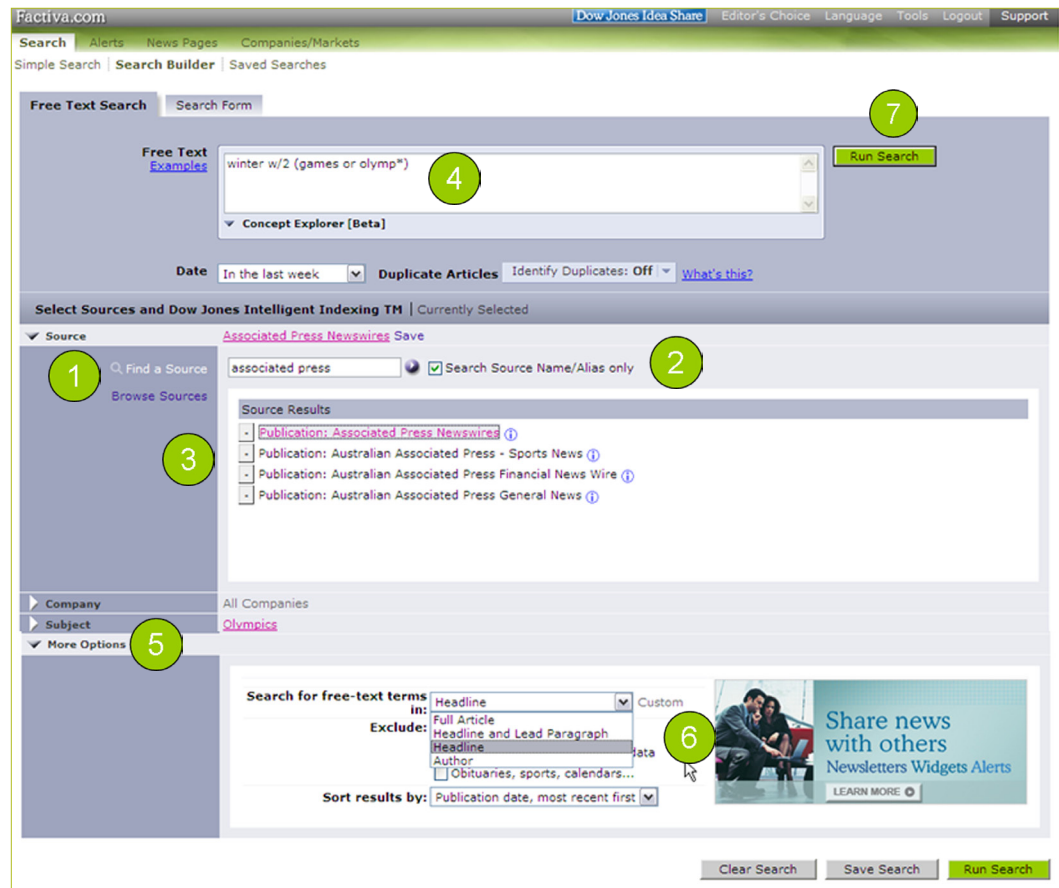 Factiva.com
Dow Jones Idea Share Editor's Choice Language Tools Logout Support
Search Alerts News Pages Companies/Markets
Simple Search | Search Builder | Saved Searches
Free Text Search Search Form
7
Free Text
Examples
winter w/2 (games or olymp*)
4
Run Search
Concept Explorer [Beta]
Date In the last week Duplicate Articles Identify Duplicates: Off What's this?
Select Sources and Dow Jones Intelligent Indexing TM | Currently Selected
Source Associated Press Newswires Save
1 Find a Source associated press Search Source Name/Alias only 2
Browse Sources
Source Results
- Publication: Associated Press Newswires
3
- Publication: Australian Associated Press - Sports News
- Publication: Australian Associated Press Financial News Wire
- Publication: Australian Associated Press General News
Company All Companies
Subject Olympics
More Options 5
Search for free-text terms
in: Headline Custom
Full Article
Exclude:
Headline and Lead Paragraph
Headline
data
6
Author
Obituaries, sports, calendars...
Sort results by: Publication date, most recent first
Share news
with others
Newsletters Widgets Alerts
LEARN MORE
Clear Search Save Search Run Search